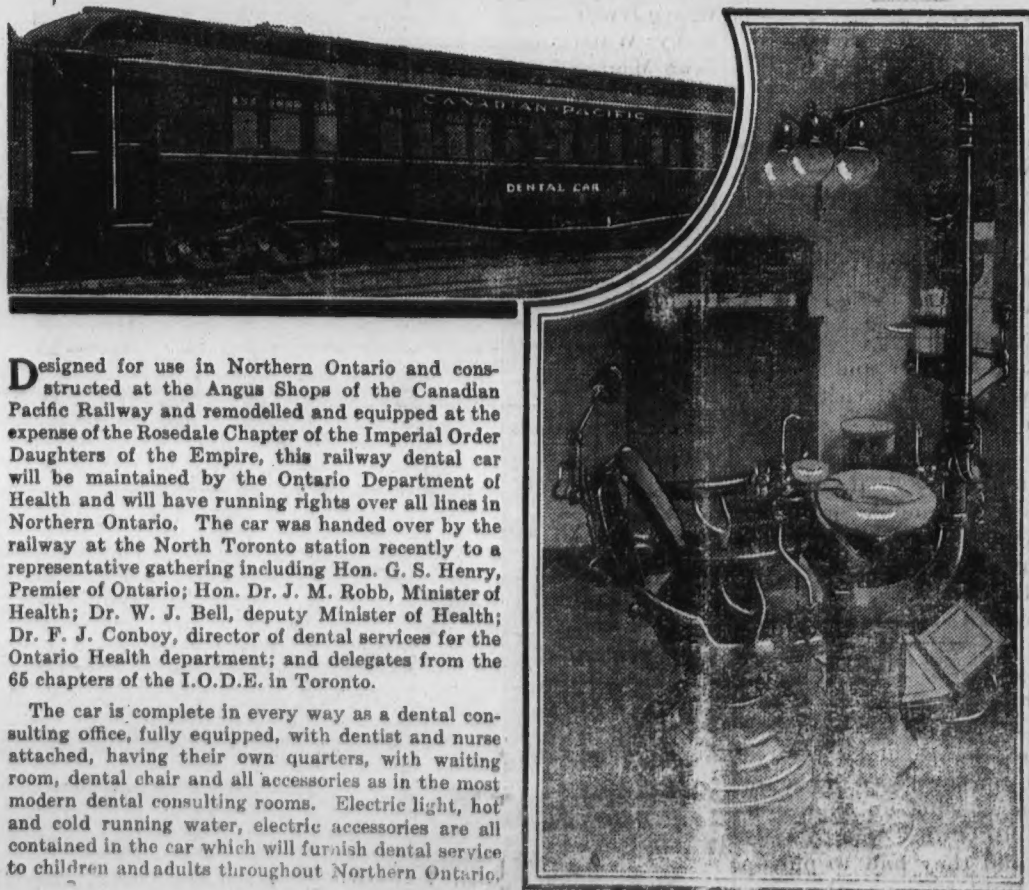 CANADIAN PACIFIC
DENTAL CAR
Designed for use in Northern Ontario and cons-
tructed at the Angus Shops of the Canadian
Pacific Railway and remodelled and equipped at the
expense of the Rosedale Chapter of the Imperial Order
Daughters of the Empire, this railway dental car
will be maintained by the Ontario Department of
Health and will have running rights over all lines in
Northern Ontario. The car was handed over by the
railway at the North Toronto station recently to a
representative gathering including Hon. G. S. Henry,
Premier of Ontario; Hon. Dr. J. M. Robb, Minister of
Health; Dr. W. J. Bell, deputy Minister of Health;
Dr. F. J. Conboy, director of dental services for the
Ontario Health department; and delegates from the
65 chapters of the I.O.D.E. in Toronto.
The car is complete in every way as a dental con-
sulting office, fully equipped, with dentist and nurse
attached, having their own quarters, with waiting
room, dental chair and all accessories as in the most
modern dental consulting rooms. Electric light, hot
and cold running water, electric accessories are all
contained in the car which will furnish dental service
to children and adults throughout Northern Ontario.